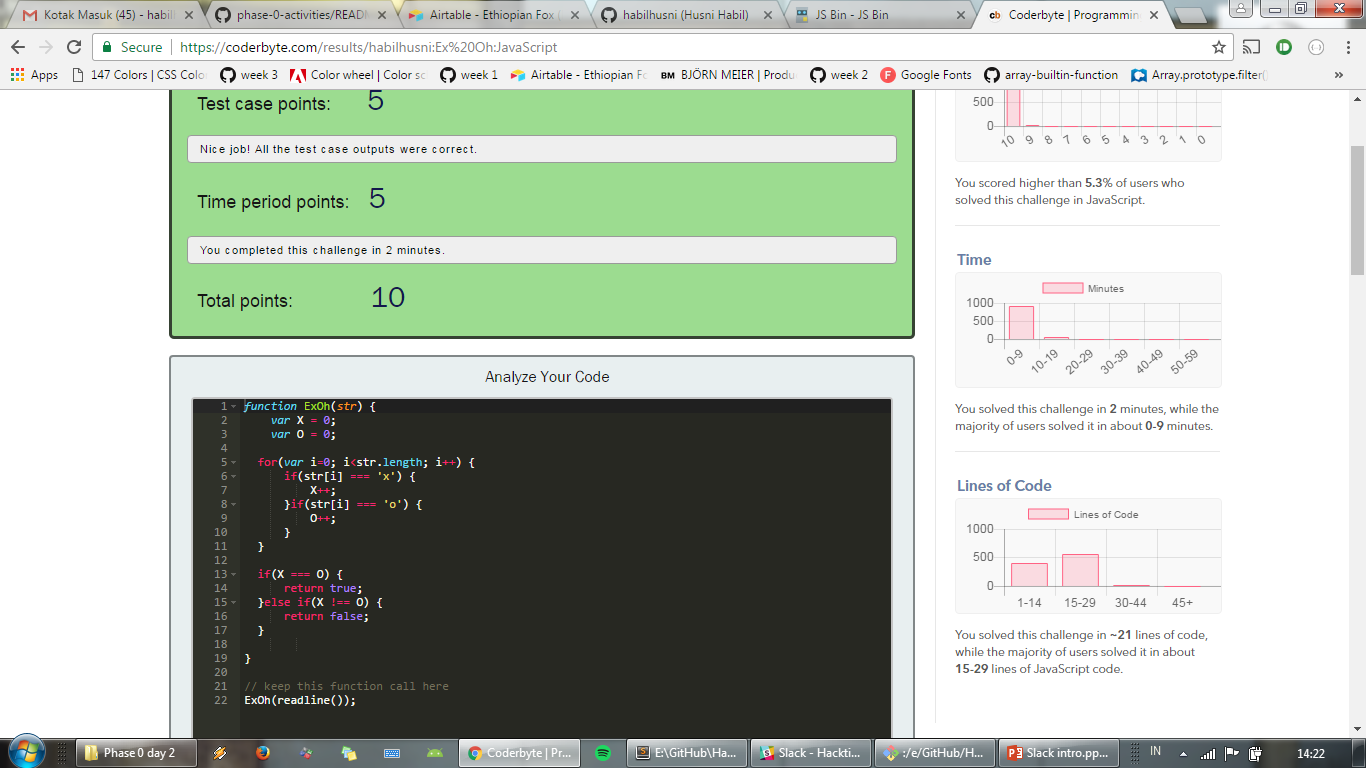 Kotak Masuk (45) - habil
phase-0-activities/READM
Airtable - Ethiopian Fox (
habilhusni (Husni Habil)
JS Bin - JS Bin
Coderbyte | Programmin
Secure
https://coderbyte.com/results/habilhusni:Ex%20Oh:JavaScript
Apps
147 Colors | CSS Colo
week 3
Color wheel | Color sc
week 1
Airtable - Ethiopian Fo
BM BJÖRN MEIER | Produ
week 2
Google Fonts
array-builtin-function
Array.prototype.filter()
»
Test case points: 5
Nice job! All the test case outputs were correct.
Time period points: 5
You completed this challenge in 2 minutes.
Total points: 10
Analyze Your Code
1 function ExOh(str) {
2 var X = 0;
3 var O = 0;
4
5 for(var i=0; i<str.length; i++) {
6 if(str[i] === 'x') {
7 X++;
8 }if(str[i] === 'o') {
9 O++;
10 }
11 }
12
13 if(X === O) {
14 return true;
15 }else if(X !== O) {
16 return false;
17 }
18
19 }
20
21 // keep this function call here
22 ExOh(readline());
500
0
10 9 8 7 6 5 4 3 2 1 0
You scored higher than 5.3% of users who
solved this challenge in JavaScript.
Time
Minutes
1000
500
0
0-9 10-19 20-29 30-39 40-49 50-59
You solved this challenge in 2 minutes, while the
majority of users solved it in about 0-9 minutes.
Lines of Code
Lines of Code
1000
500
0
1-14 15-29 30-44 45+
You solved this challenge in ~21 lines of code,
while the majority of users solved it in about
15-29 lines of JavaScript code.
Phase 0 day 2
Coderbyte | Pr...
E:\GitHub\Ha...
Slack - Hackti...
:/e/GitHub/H...
Slack intro.pp...
IN
14:22